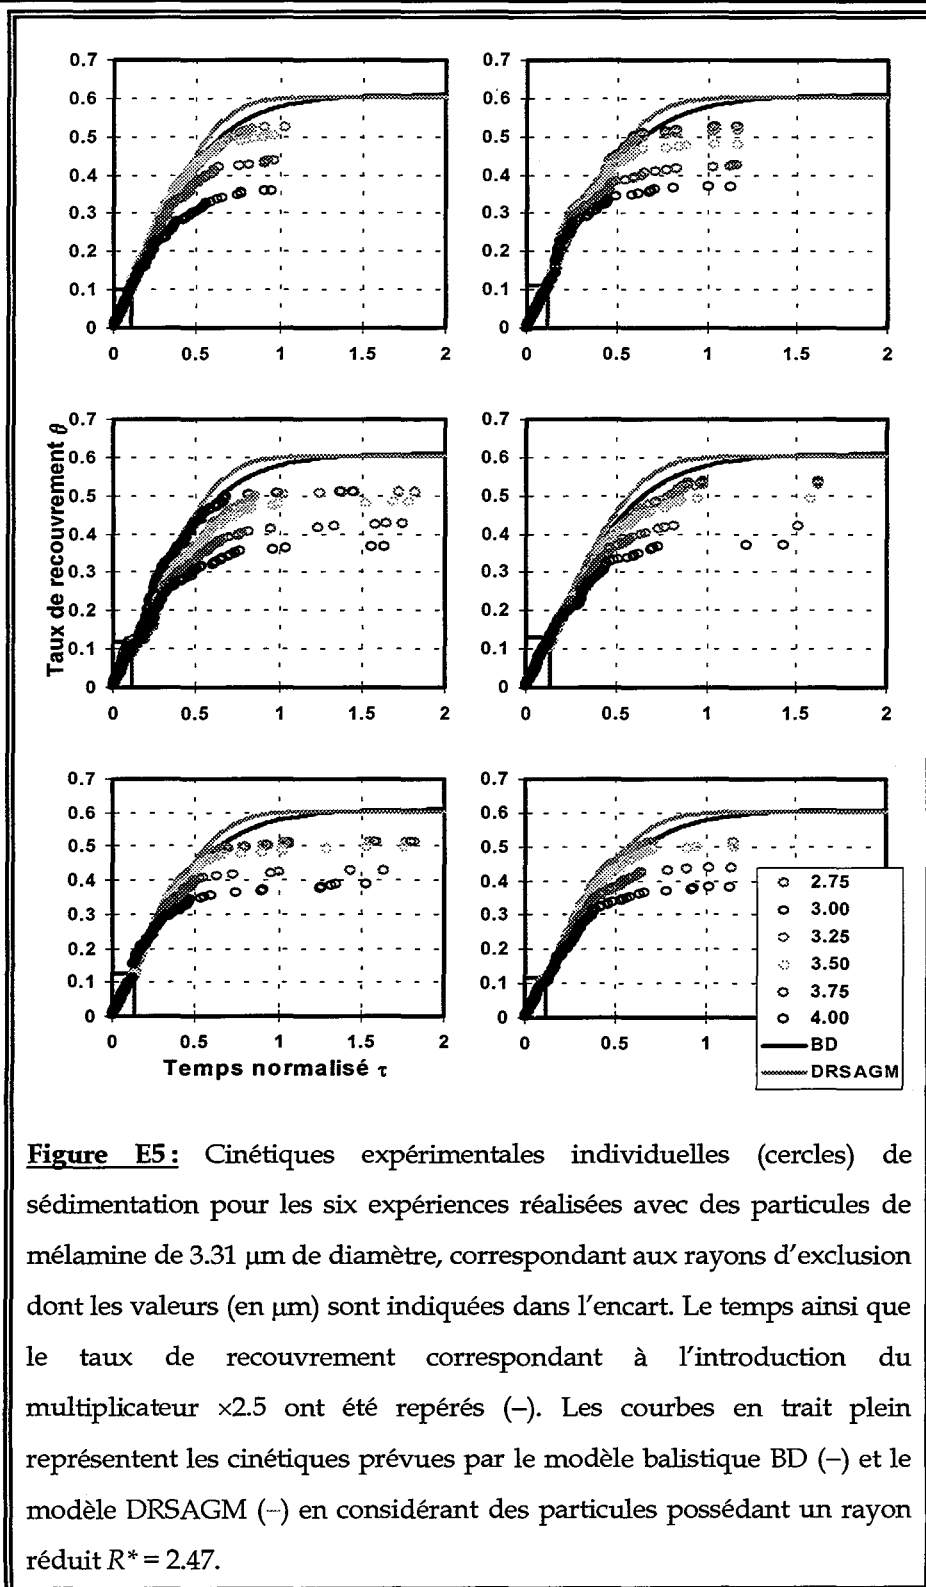 0.7 0.7
0.6 0.6
0.5 0.5
0.4 0.4
0.3 0.3
0.2 0.2
0.1 0.1
0 0
0 0.5 1 1.5 2 0 0.5 1 1.5 2
Taux de recouvrement θ
0.7 0.7
0.6 0.6
0.5 0.5
0.4 0.4
0.3 0.3
0.2 0.2
0.1 0.1
0 0
0 0.5 1 1.5 2 0 0.5 1 1.5 2
0.7 0.7
0.6 0.6
0.5 0.5
0.4 0.4
0.3 0.3
0.2 0.2
0.1 0.1
0 0
0 0.5 1 1.5 2 0 0.5 1
Temps normalisé τ
2.75
3.00
3.25
3.50
3.75
4.00
BD
DRSAGM
Figure E5: Cinétiques expérimentales individuelles (cercles) de
sédimentation pour les six expériences réalisées avec des particules de
mélamine de 3.31 µm de diamètre, correspondant aux rayons d'exclusion
dont les valeurs (en µm) sont indiquées dans l'encart. Le temps ainsi que
le taux de recouvrement correspondant à l'introduction du
multiplicateur ×2.5 ont été repérés (–). Les courbes en trait plein
représentent les cinétiques prévues par le modèle balistique BD (–) et le
modèle DRSAGM (–) en considérant des particules possédant un rayon
réduit R* = 2.47.